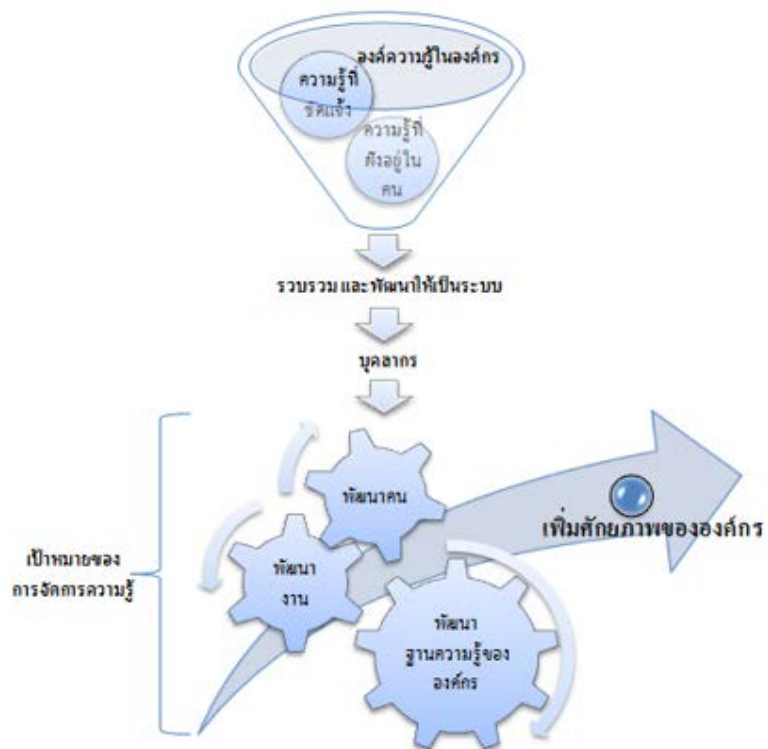 องค์ความรู้ในองค์กร
ความรู้ที่
ชัดแจ้ง
ความรู้ที่
ฝังอยู่ใน
คน
รวบรวม และพัฒนาให้เป็นระบบ
บุคลากร
พัฒนาคน
เพิ่มศักยภาพขององค์กร
เป้าหมายของ
การจัดการความรู้
พัฒนา
งาน
พัฒนา
ฐานความรู้ของ
องค์กร